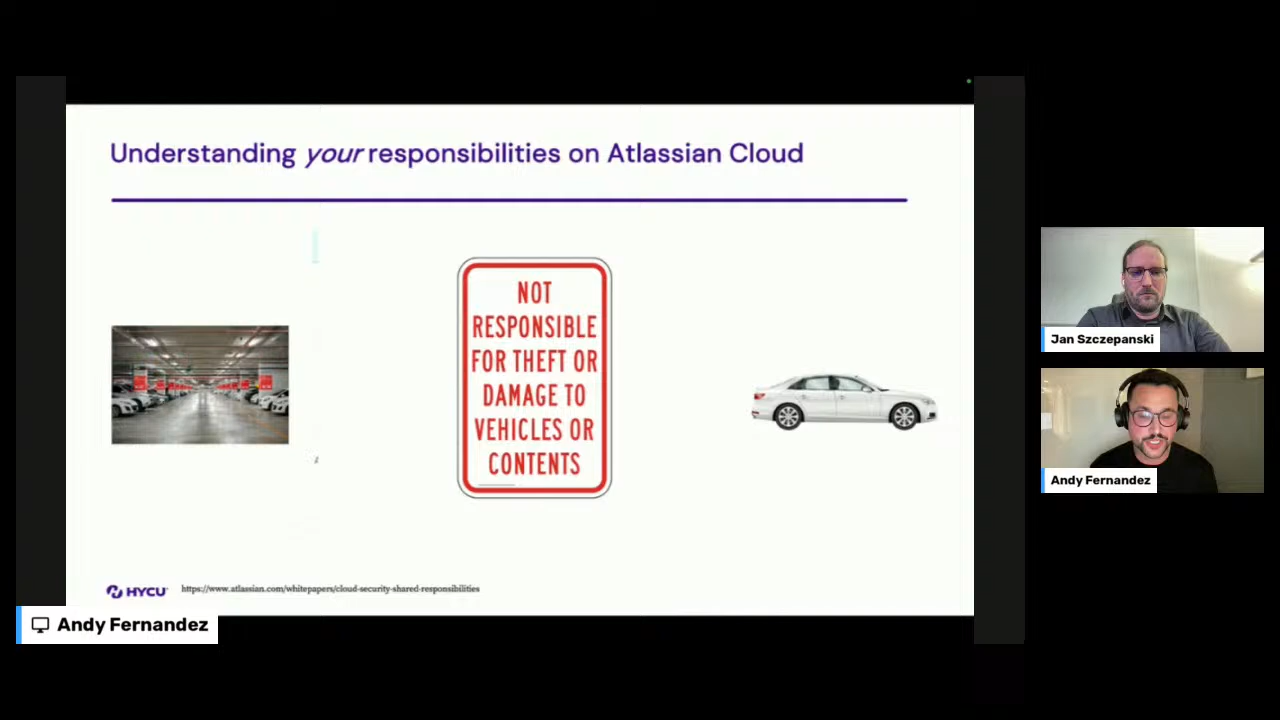 Understanding your responsibilities on Atlassian Cloud
NOT
RESPONSIBLE
FOR THEFT OR
DAMAGE TO
VEHICLES OR
CONTENTS
HYCU
https://www.atlassian.com/whitepapers/cloud-security-shared-responsibilities
Andy Fernandez
Jan Szczepanski
Andy Fernandez